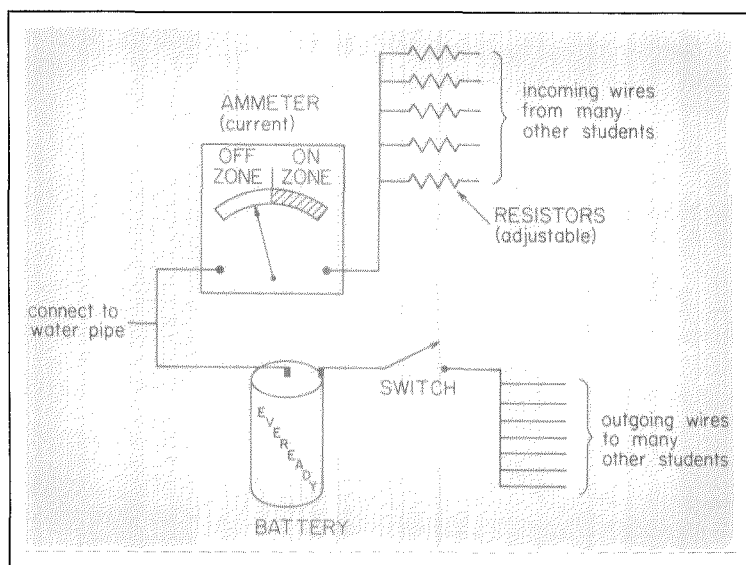 AMMETER
(current)
OFF ON
ZONE ZONE
incoming wires
from many
other students
RESISTORS
(adjustable)
connect to
water pipe
SWITCH
EVEREADY
outgoing wires
to many
other students
BATTERY